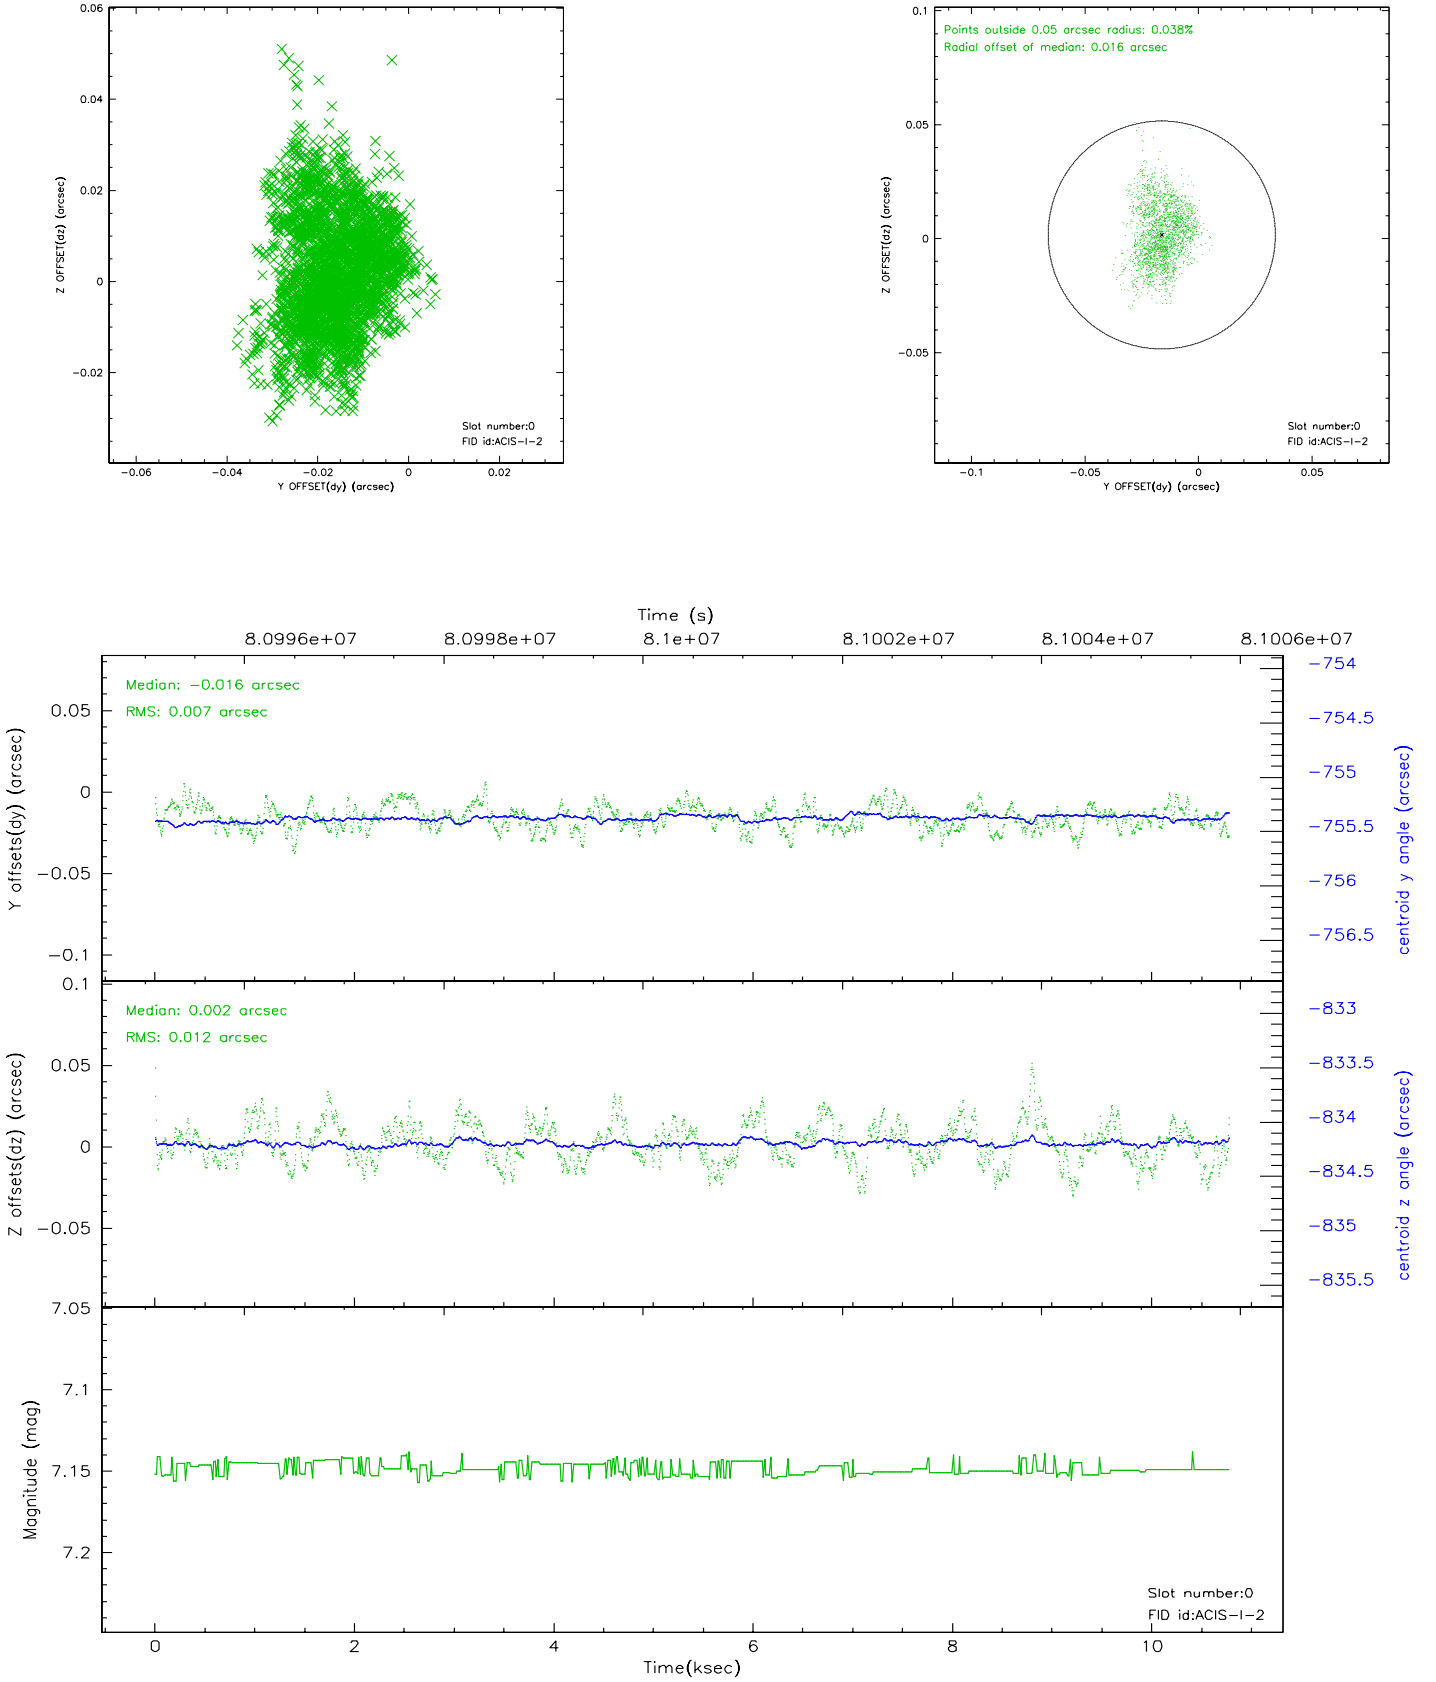 0.06
0.04
0.02
0
-0.02
Z OFFSET(dz) (arcsec)
Slot number:0
FID id:ACIS-I-2
-0.06 -0.04 -0.02 0 0.02
Y OFFSET(dy) (arcsec)
0.1
Points outside 0.05 arcsec radius: 0.038%
Radial offset of median: 0.016 arcsec
0.05
0
-0.05
Z OFFSET(dz) (arcsec)
Slot number:0
FID id:ACIS-I-2
-0.1 -0.05 0 0.05
Y OFFSET(dy) (arcsec)
Time (s)
8.0996e+07 8.0998e+07 8.1e+07 8.1002e+07 8.1004e+07 8.1006e+07
Median: -0.016 arcsec
RMS: 0.007 arcsec
0.05
0
-0.05
-0.1
Y offsets(dy) (arcsec)
-754
-754.5
-755
-755.5
-756
-756.5
centroid y angle (arcsec)
0.1
Median: 0.002 arcsec
RMS: 0.012 arcsec
0.05
0
-0.05
Z offsets(dz) (arcsec)
-833
-833.5
-834
-834.5
-835
-835.5
centroid z angle (arcsec)
7.05
7.1
7.15
7.2
Magnitude (mag)
Slot number:0
FID id:ACIS-I-2
0 2 4 6 8 10
Time(ksec)